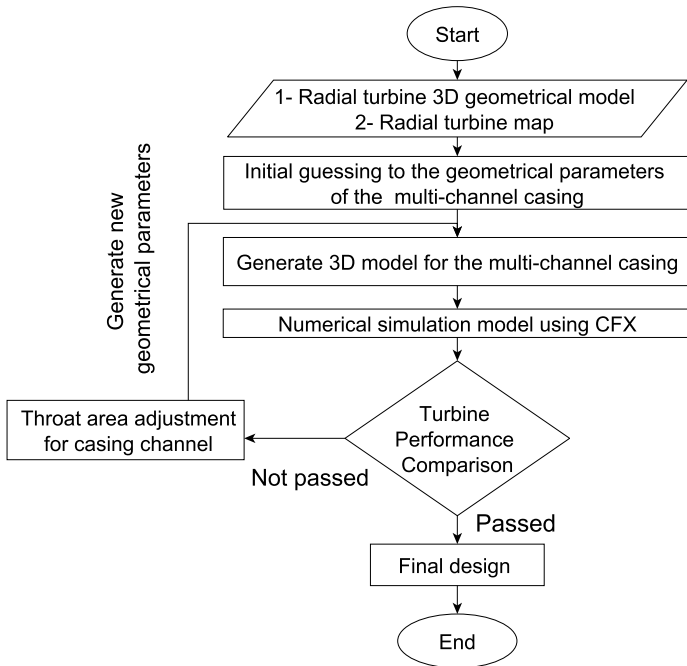 Start
1- Radial turbine 3D geometrical model
2- Radial turbine map
Initial guessing to the geometrical parameters
of the multi-channel casing
Generate new
geometrical parameters
Generate 3D model for the multi-channel casing
Numerical simulation model using CFX
Turbine
Performance
Comparison
Throat area adjustment
for casing channel
Not passed
Passed
Final design
End